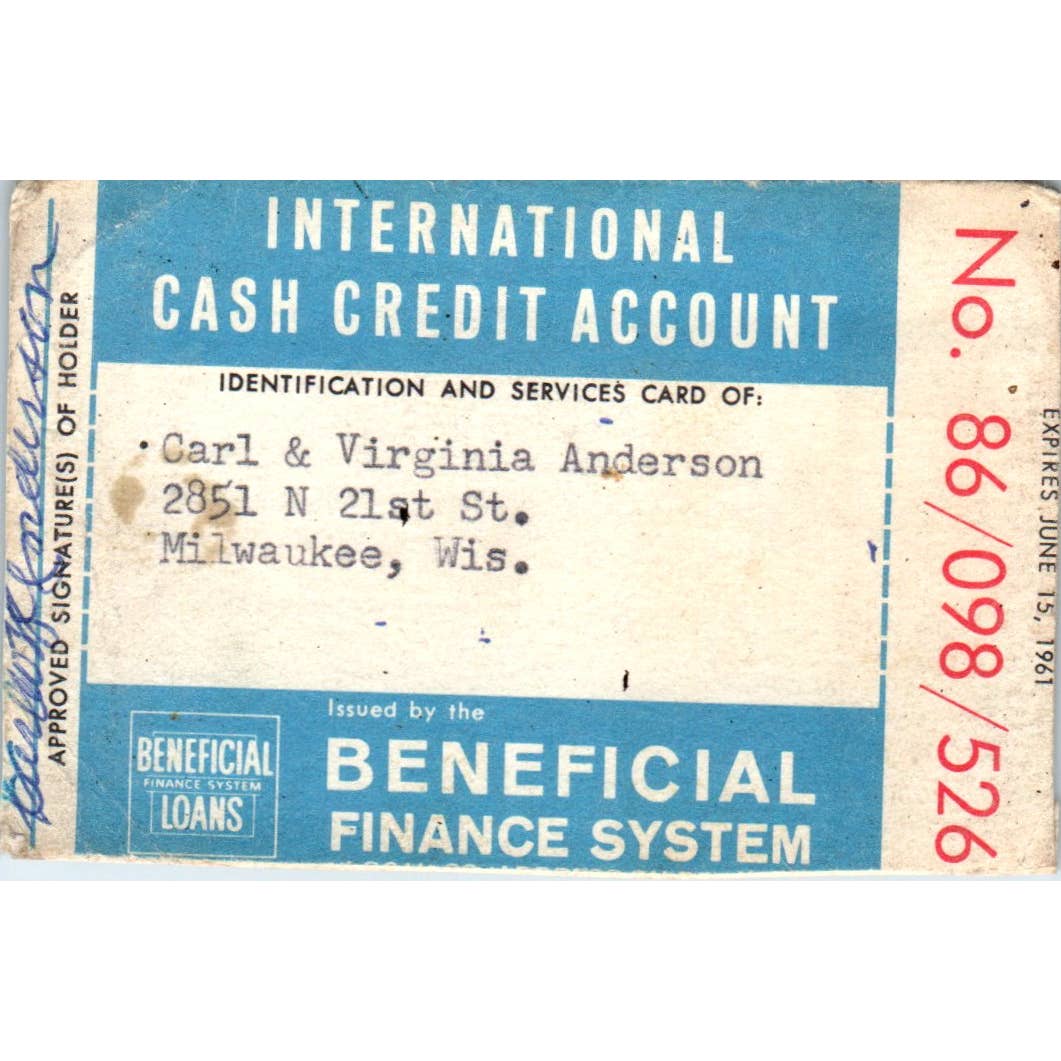 INTERNATIONAL
CASH CREDIT ACCOUNT
IDENTIFICATION AND SERVICES CARD OF:
Carl & Virginia Anderson
2851 N 21st St.
Milwaukee, Wis.
Issued by the
BENEFICIAL
FINANCE SYSTEM
BENEFICIAL
FINANCE SYSTEM
LOANS
APPROVED SIGNATURE(S) OF HOLDER
Anderson
No. 86/098/526
EXPIRES JUNE 15, 1961